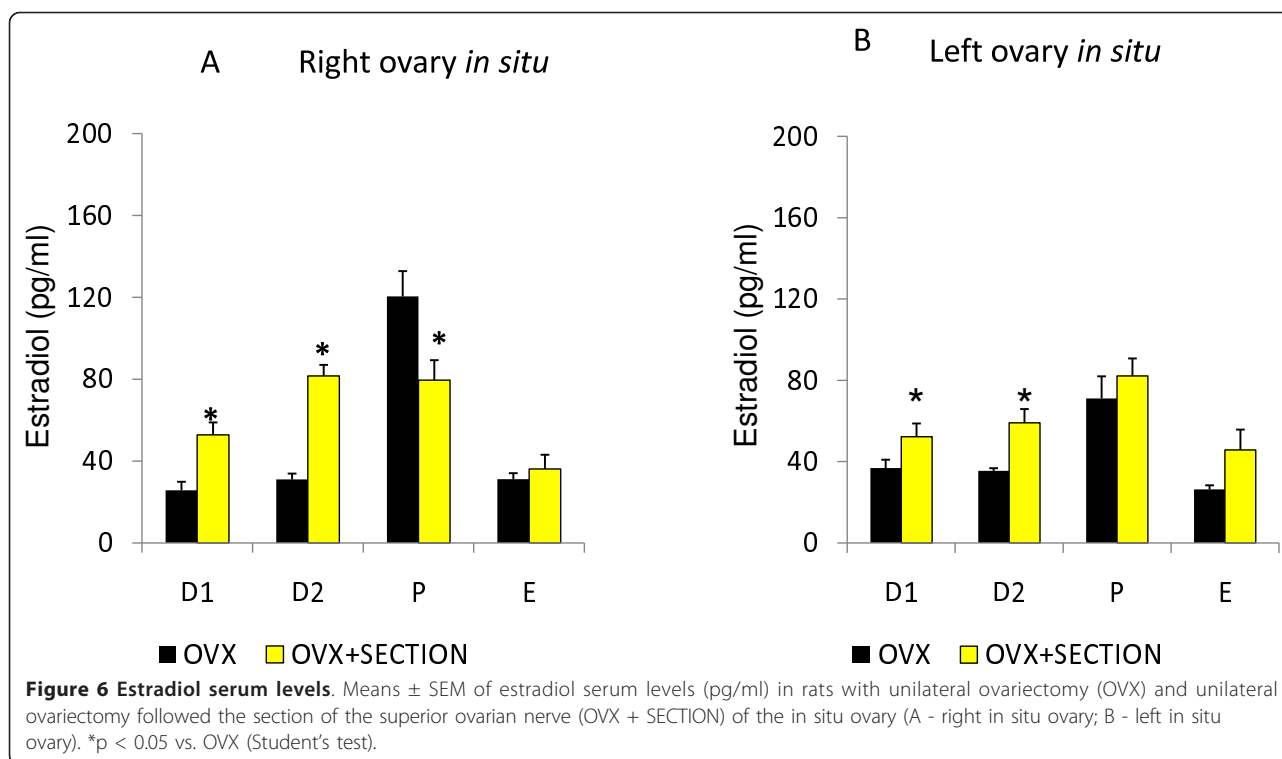 A Right ovary in situ
200
160
120
80
40
0
Estradiol (pg/ml)
*
*
*
D1 D2 P E
OVX OVX+SECTION
B Left ovary in situ
200
160
120
80
40
0
Estradiol (pg/ml)
*
*
D1 D2 P E
OVX OVX+SECTION
Figure 6 Estradiol serum levels. Means ± SEM of estradiol serum levels (pg/ml) in rats with unilateral ovariectomy (OVX) and unilateral
ovariectomy followed the section of the superior ovarian nerve (OVX + SECTION) of the in situ ovary (A - right in situ ovary; B - left in situ
ovary). *p < 0.05 vs. OVX (Student's test).